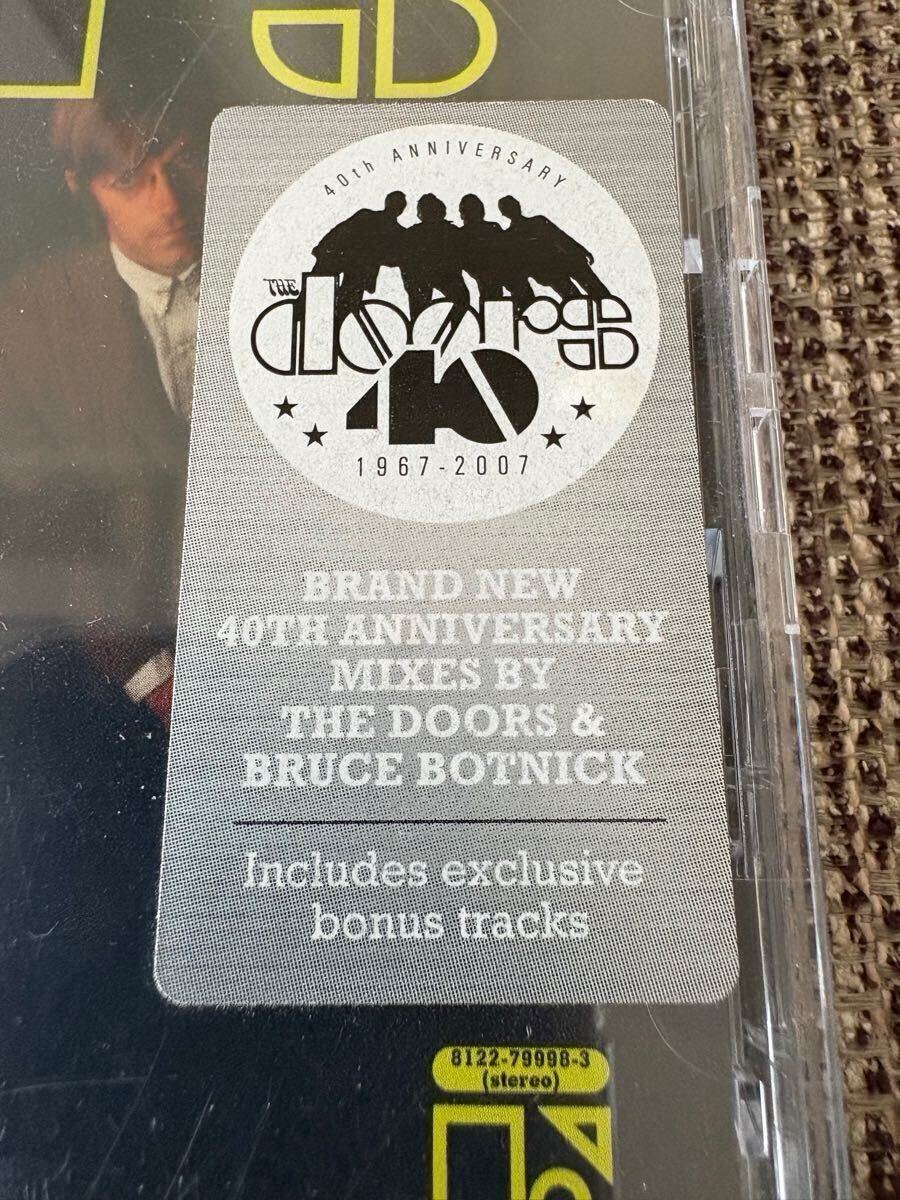 40th ANNIVERSARY
THE
doors
40
1967-2007
BRAND NEW
40TH ANNIVERSARY
MIXES BY
THE DOORS &
BRUCE BOTNICK
Includes exclusive
bonus tracks
8122-79998-3
(stereo)